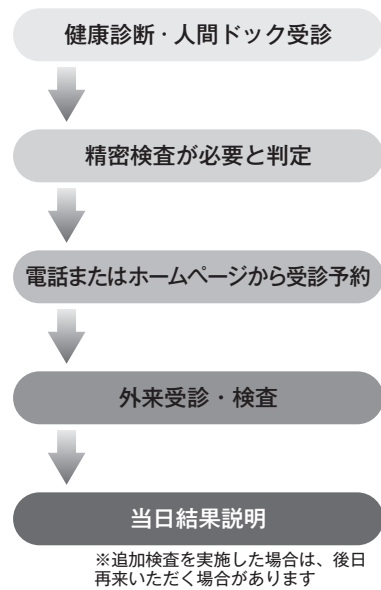 健康診断・人間ドック受診
精密検査が必要と判定
電話またはホームページから受診予約
外来受診・検査
当日結果説明
※追加検査を実施した場合は、後日
再来いただく場合があります